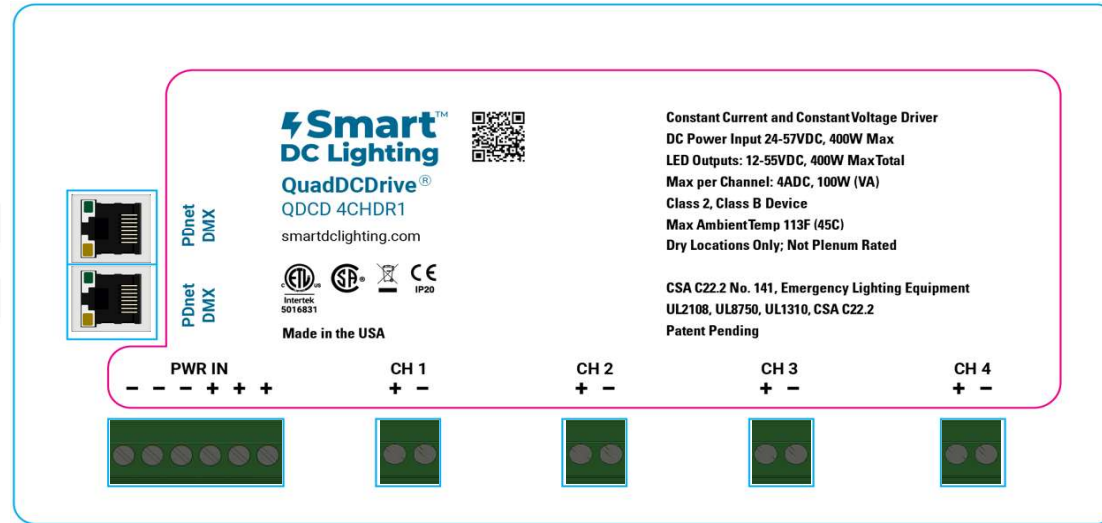 Smart™
DC Lighting
QuadDCDrive®
QDCD 4CHDR1
smartdclighting.com
c ETL us
Intertek
5016831
SA®
CE
IP20
Made in the USA
Constant Current and Constant Voltage Driver
DC Power Input 24-57VDC, 400W Max
LED Outputs: 12-55VDC, 400W Max Total
Max per Channel: 4ADC, 100W (VA)
Class 2, Class B Device
Max Ambient Temp 113F (45C)
Dry Locations Only; Not Plenum Rated
CSA C22.2 No. 141, Emergency Lighting Equipment
UL2108, UL8750, UL1310, CSA C22.2
Patent Pending
PDnet
DMX
PDnet
DMX
PWR IN
− − − + + +
CH 1
+ −
CH 2
+ −
CH 3
+ −
CH 4
+ −